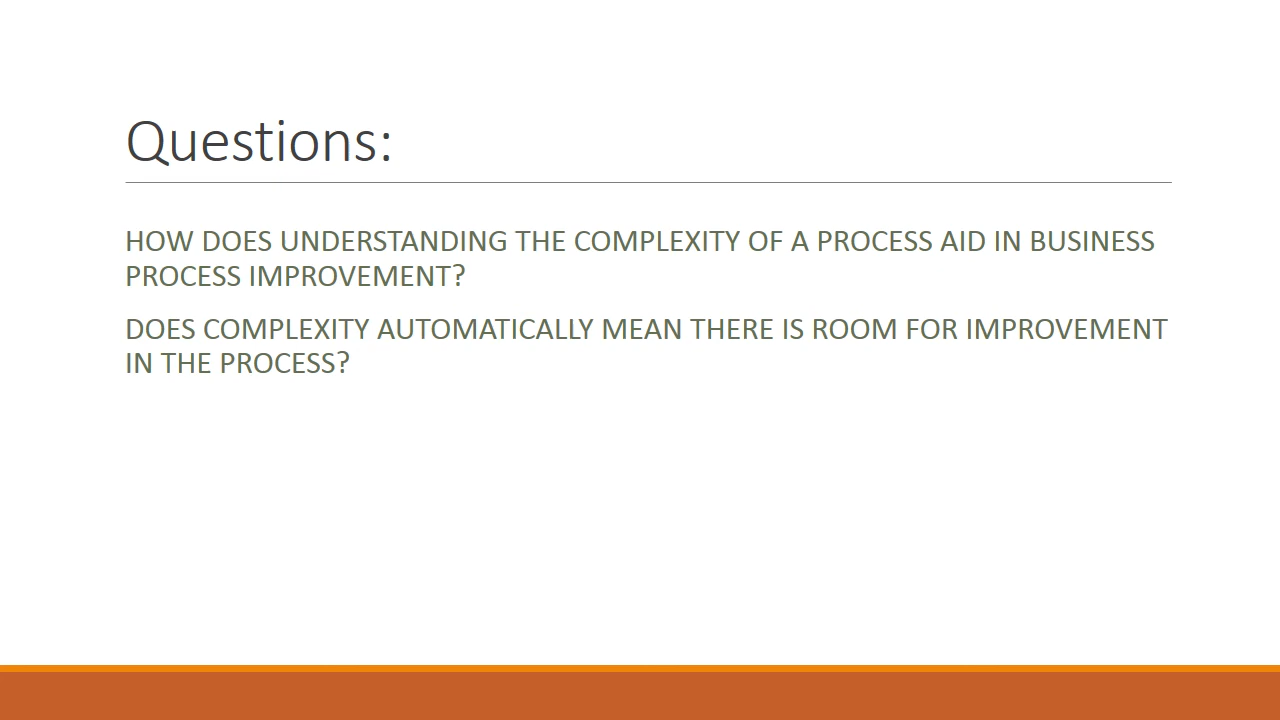 Questions:
HOW DOES UNDERSTANDING THE COMPLEXITY OF A PROCESS AID IN BUSINESS
PROCESS IMPROVEMENT?
DOES COMPLEXITY AUTOMATICALLY MEAN THERE IS ROOM FOR IMPROVEMENT
IN THE PROCESS?